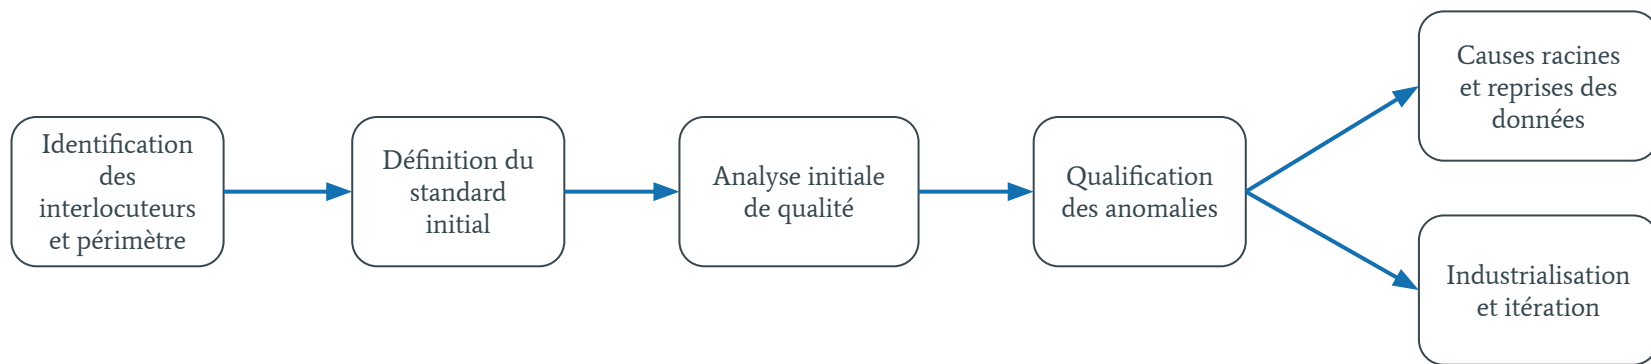 Identification
des
interlocuteurs
et périmètre
Définition du
standard
initial
Analyse initiale
de qualité
Qualification
des anomalies
Causes racines
et reprises des
données
Industrialisation
et itération